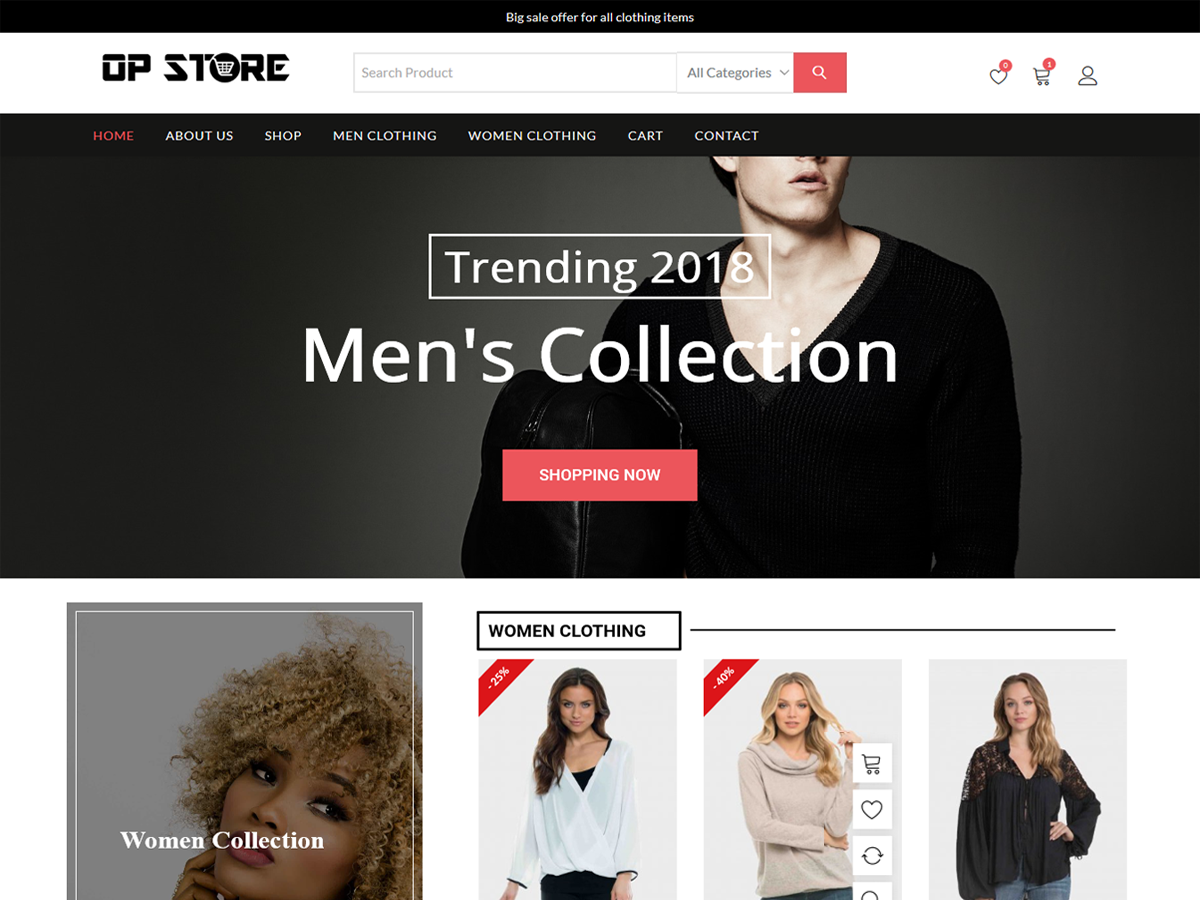 Big sale offer for all clothing items
OP STORE
Search Product
All Categories
0
1
HOME
ABOUT US
SHOP
MEN CLOTHING
WOMEN CLOTHING
CART
CONTACT
Trending 2018
Men's Collection
SHOPPING NOW
WOMEN CLOTHING
- 25%
- 40%
Women Collection